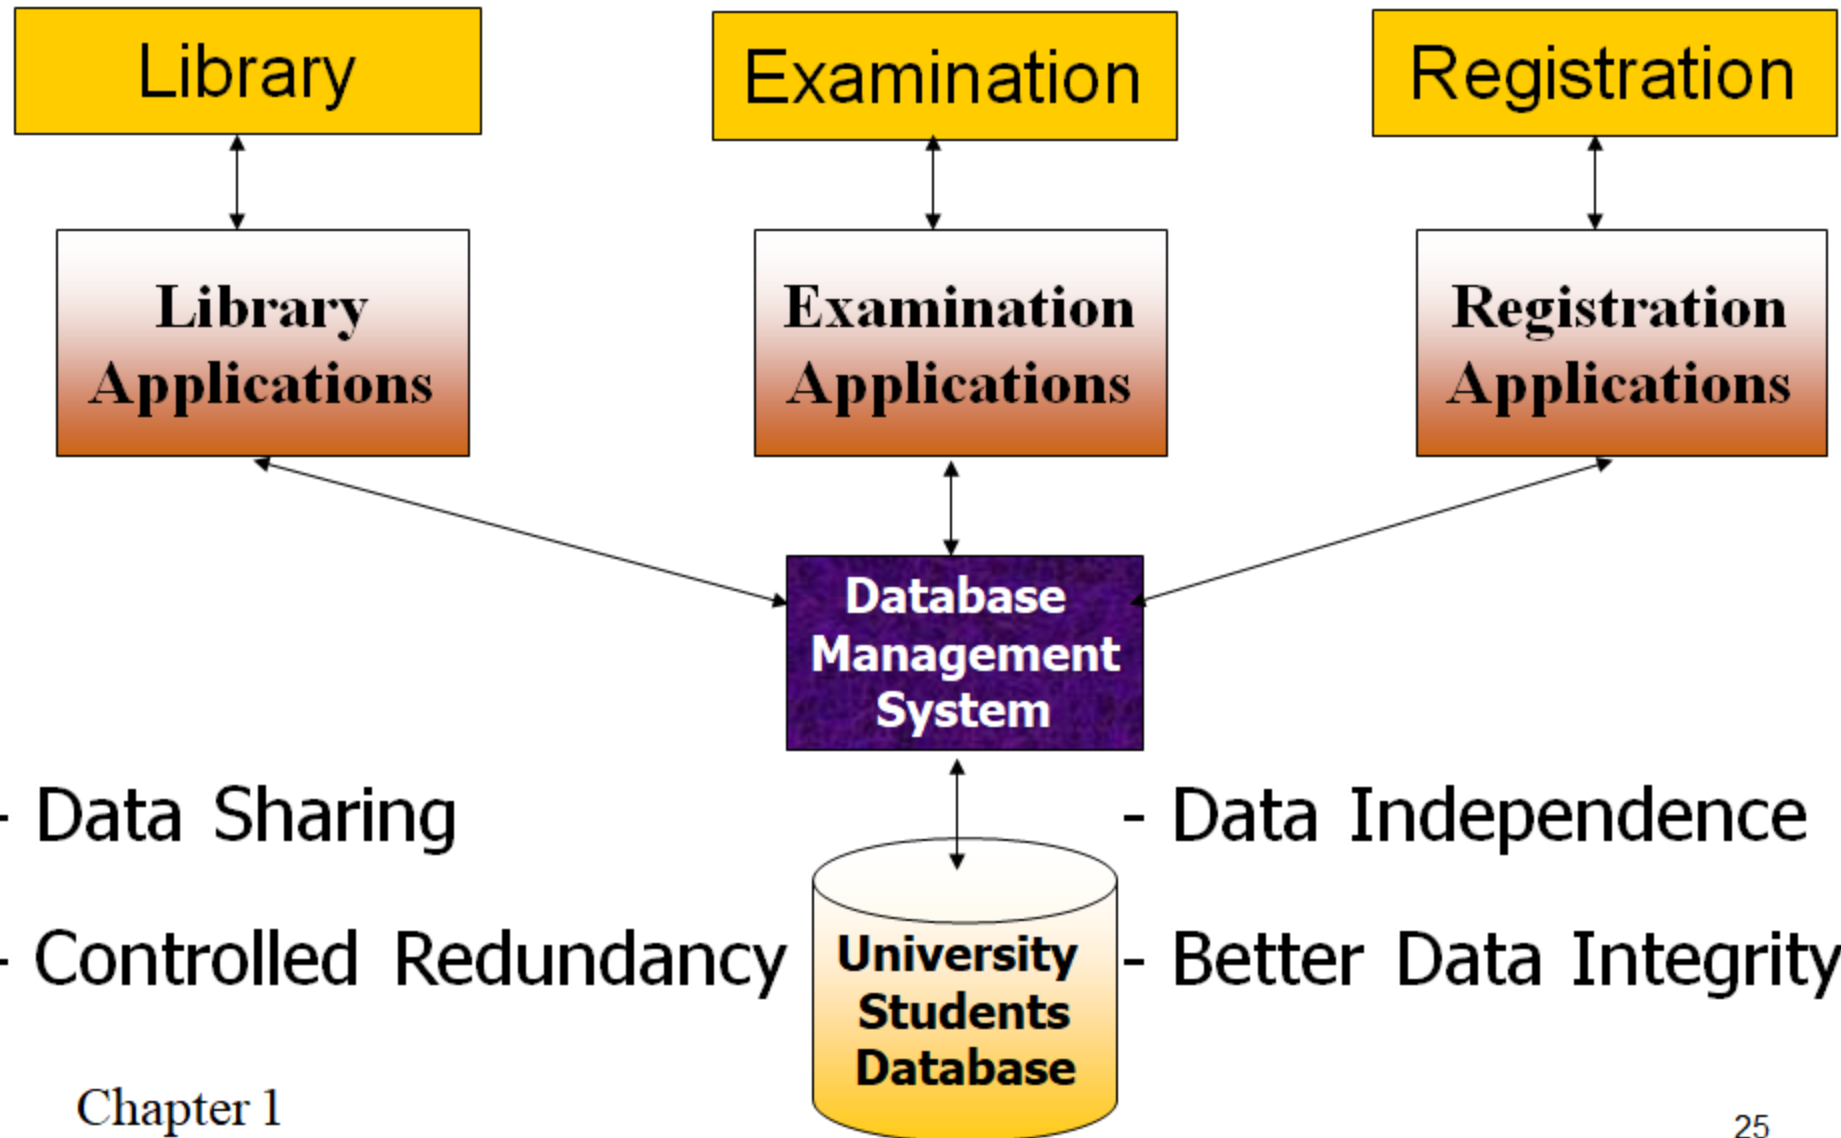 Library
Examination
Registration
Library
Applications
Examination
Applications
Registration
Applications
Database
Management
System
- Data Sharing
- Controlled Redundancy
- Data Independence
- Better Data Integrity
University
Students
Database
Chapter 1
25